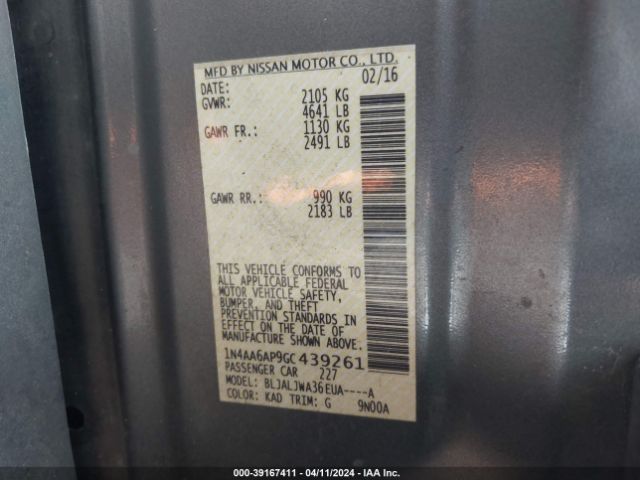 MFD BY NISSAN MOTOR CO., LTD.
DATE: 02/16
GVWR: 2105 KG
4641 LB
GAWR FR.: 1130 KG
2491 LB
GAWR RR.: 990 KG
2183 LB
THIS VEHICLE CONFORMS TO
ALL APPLICABLE FEDERAL
MOTOR VEHICLE SAFETY,
BUMPER, AND THEFT
PREVENTION STANDARDS IN
EFFECT ON THE DATE OF
MANUFACTURE SHOWN ABOVE.
1N4AA6AP9GC439261
PASSENGER CAR 227
MODEL: BLJALJWA36EUA----A
COLOR: KAD TRIM: G 9N00A
000-39167411 - 04/11/2024 - IAA Inc.